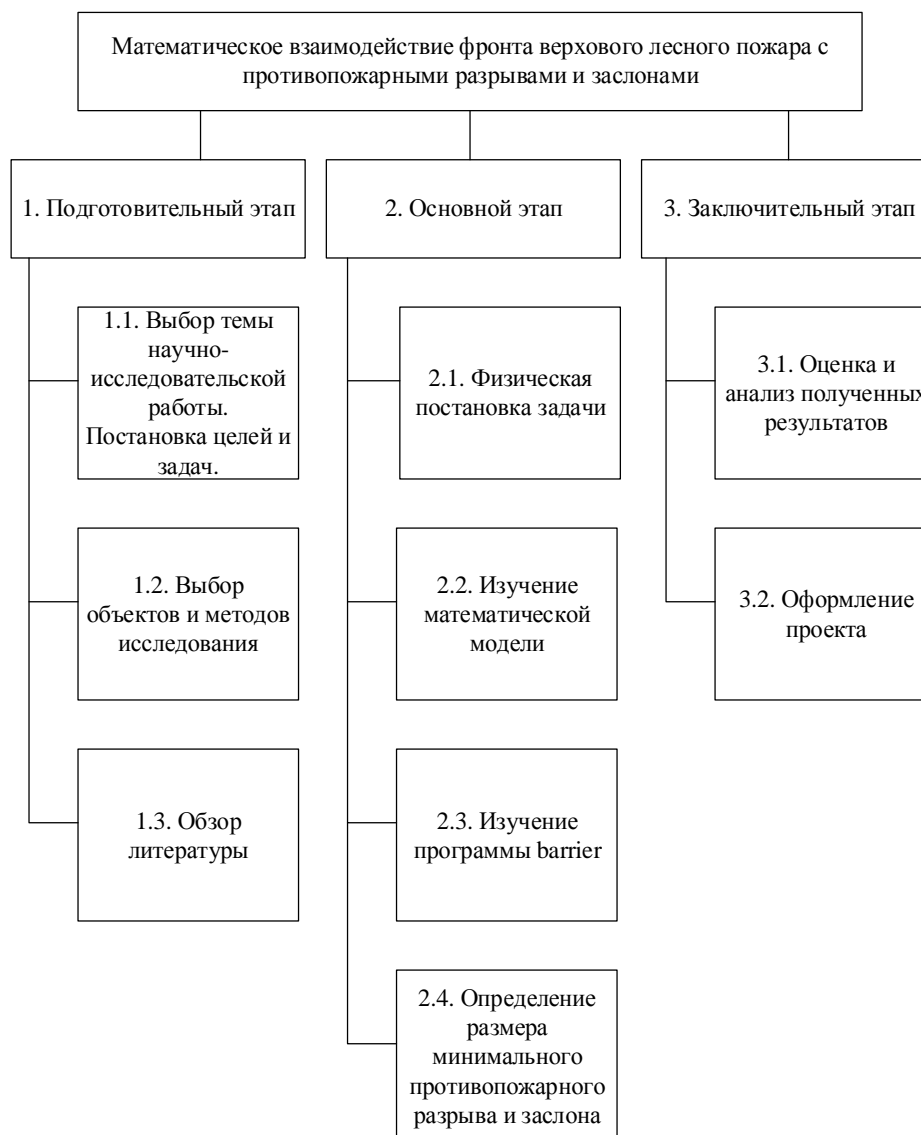 Математическое взаимодействие фронта верхового лесного пожара с
противопожарными разрывами и заслонами
1. Подготовительный этап
2. Основной этап
3. Заключительный этап
1.1. Выбор темы
научно-
исследовательской
работы.
Постановка целей и
задач.
2.1. Физическая
постановка задачи
3.1. Оценка и
анализ полученных
результатов
1.2. Выбор
объектов и методов
исследования
2.2. Изучение
математической
модели
3.2. Оформление
проекта
1.3. Обзор
литературы
2.3. Изучение
программы barrier
2.4. Определение
размера
минимального
противопожарного
разрыва и заслона